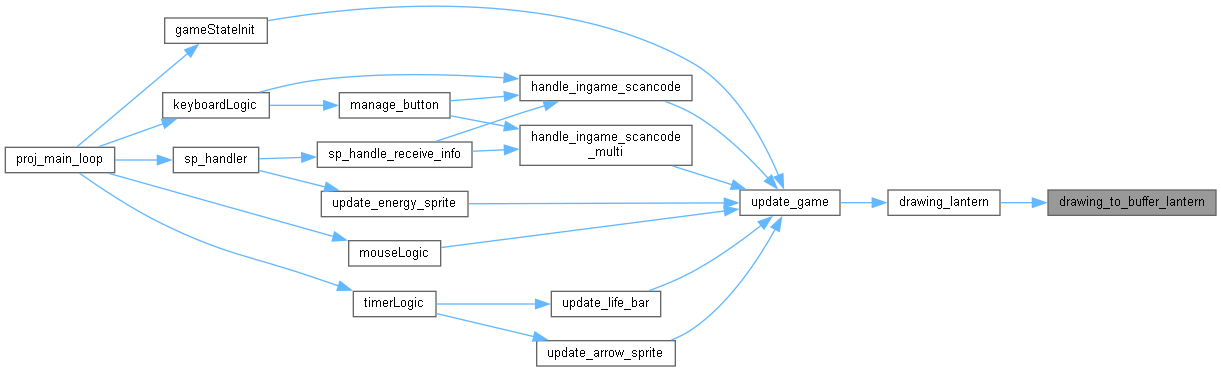 gameStateInit
handle_ingame_scancode
keyboardLogic
manage_button
handle_ingame_scancode
_multi
proj_main_loop
sp_handler
sp_handle_receive_info
update_energy_sprite
update_game
drawing_lantern
drawing_to_buffer_lantern
mouseLogic
timerLogic
update_life_bar
update_arrow_sprite